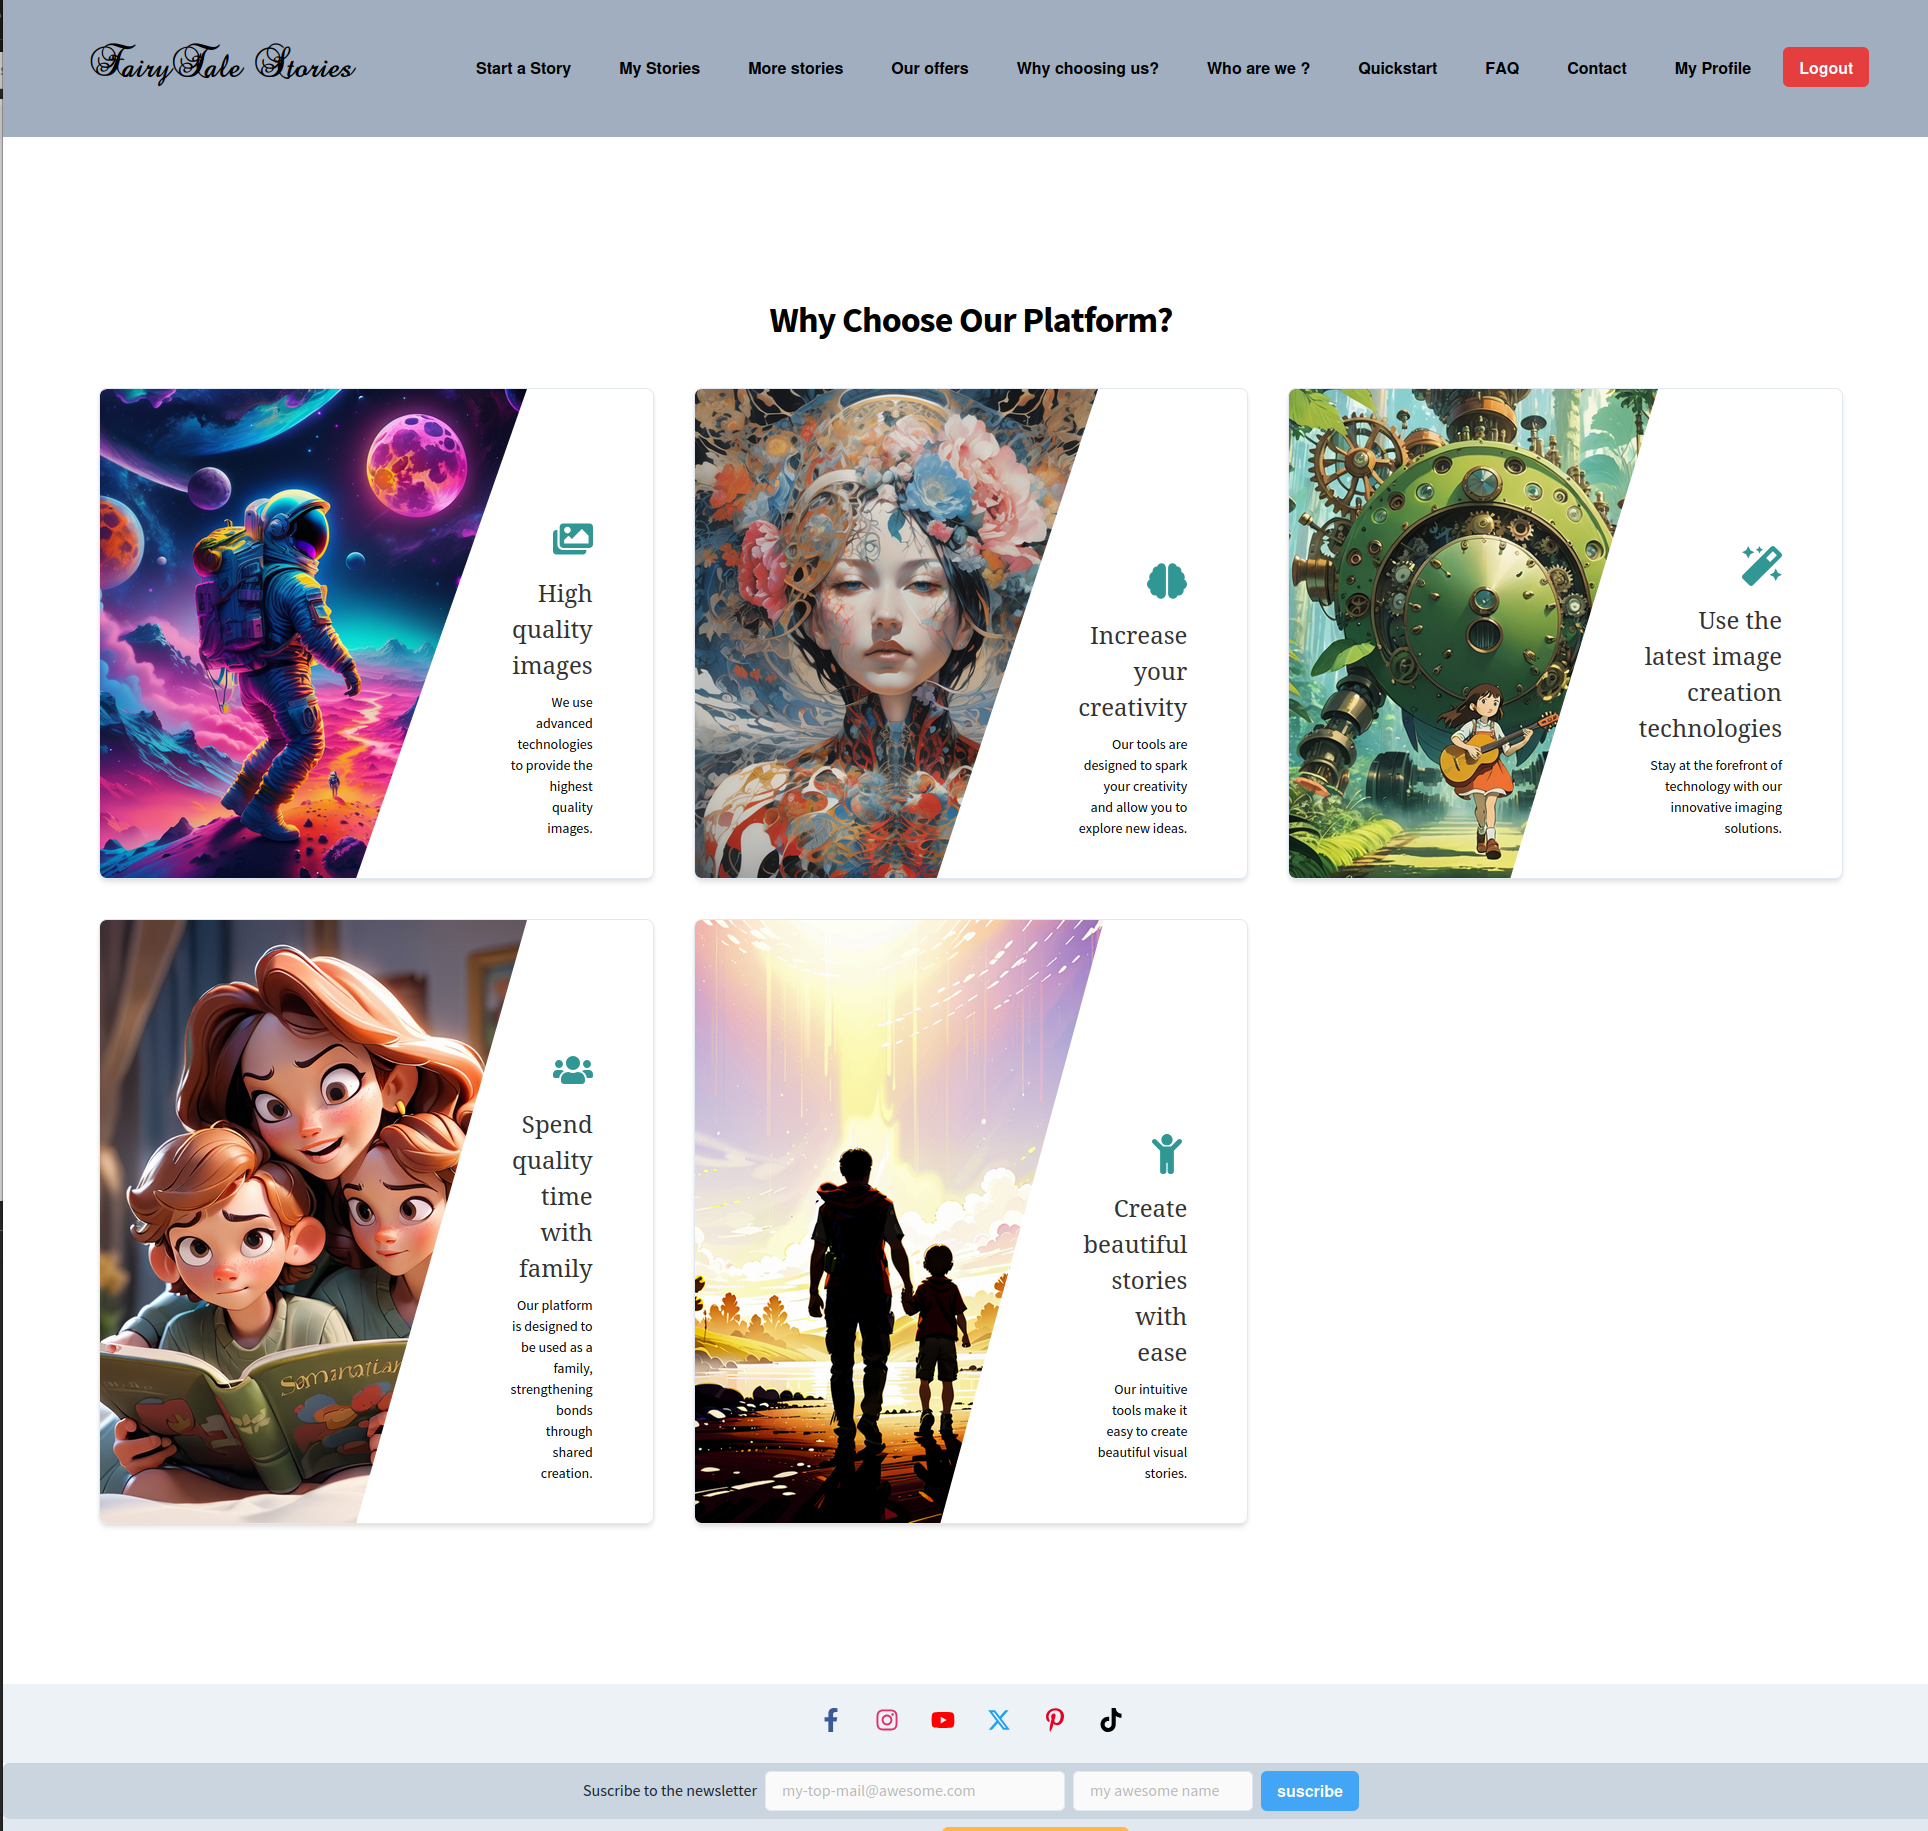 FairyTale Stories
Start a Story
My Stories
More stories
Our offers
Why choosing us?
Who are we ?
Quickstart
FAQ
Contact
My Profile
Logout
Why Choose Our Platform?
High
quality
images
We use
advanced
technologies
to provide the
highest
quality
images.
Increase
your
creativity
Our tools are
designed to spark
your creativity
and allow you to
explore new ideas.
Use the
latest image
creation
technologies
Stay at the forefront of
technology with our
innovative imaging
solutions.
Spend
quality
time
with
family
Our platform
is designed to
be used as a
family,
strengthening
bonds
through
shared
creation.
Create
beautiful
stories
with
ease
Our intuitive
tools make it
easy to create
beautiful visual
stories.
Suscribe to the newsletter
my-top-mail@awesome.com
my awesome name
suscribe